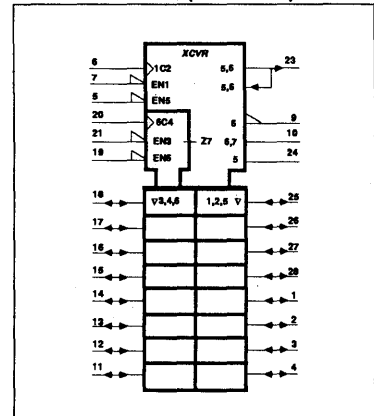 XCVR
6 1C2 5,6 23
7 EN1 5,6
5 EN5
20 6C4 6 9
21 EN3 Z7 6,7 10
19 EN6 5 24
18 ∇3,4,6 1,2,5 ∇ 25
17 26
16 27
15 28
14 1
13 2
12 3
11 4